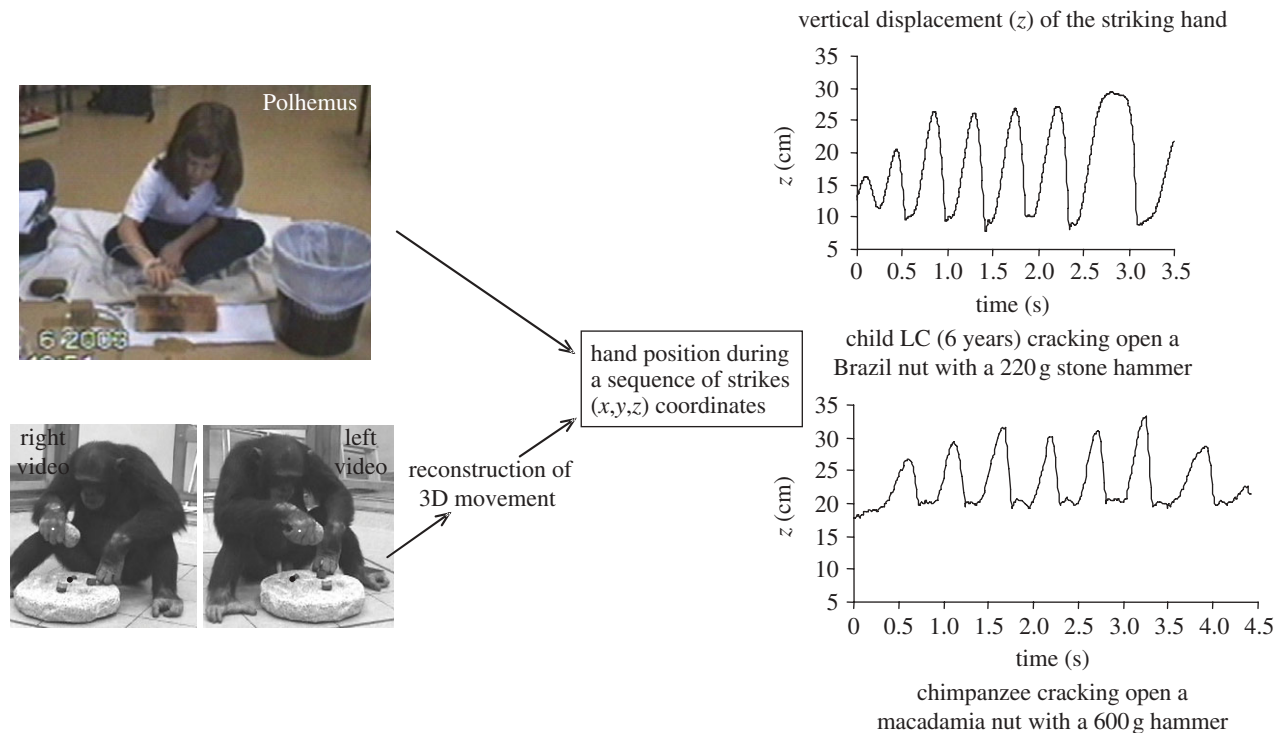 vertical displacement (z) of the striking hand
Polhemus
6 2003
35
30
25
20
15
10
5
z (cm)
0 0.5 1.0 1.5 2.0 2.5 3.0 3.5
time (s)
child LC (6 years) cracking open a
Brazil nut with a 220 g stone hammer
hand position during
a sequence of strikes
(x,y,z) coordinates
right
video
left
video
reconstruction of
3D movement
35
30
25
20
15
10
5
z (cm)
0 0.5 1.0 1.5 2.0 2.5 3.0 3.5 4.0 4.5
time (s)
chimpanzee cracking open a
macadamia nut with a 600 g hammer